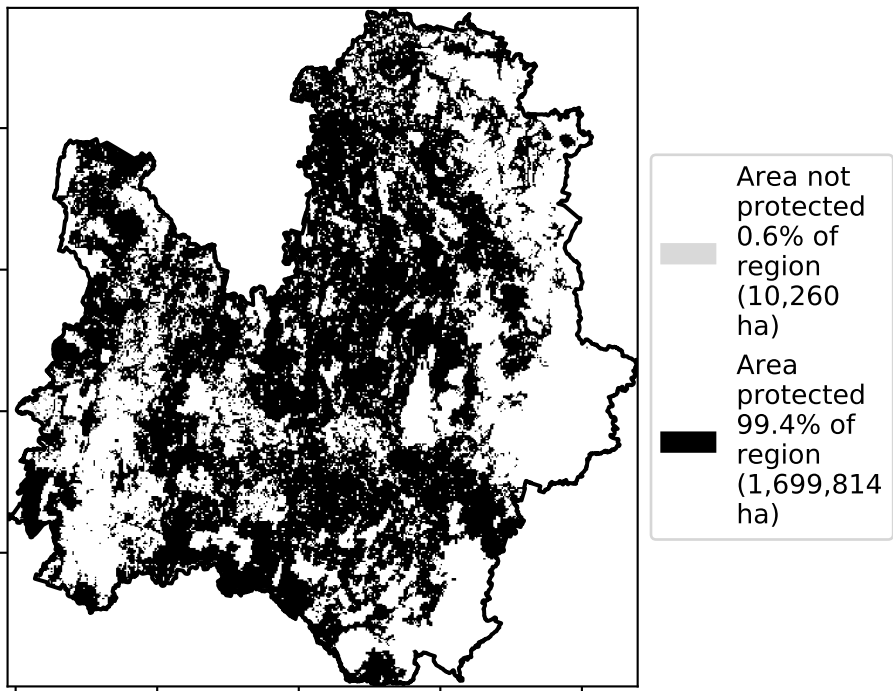 Area not
protected
0.6% of
region
(10,260
ha)
Area
protected
99.4% of
region
(1,699,814
ha)